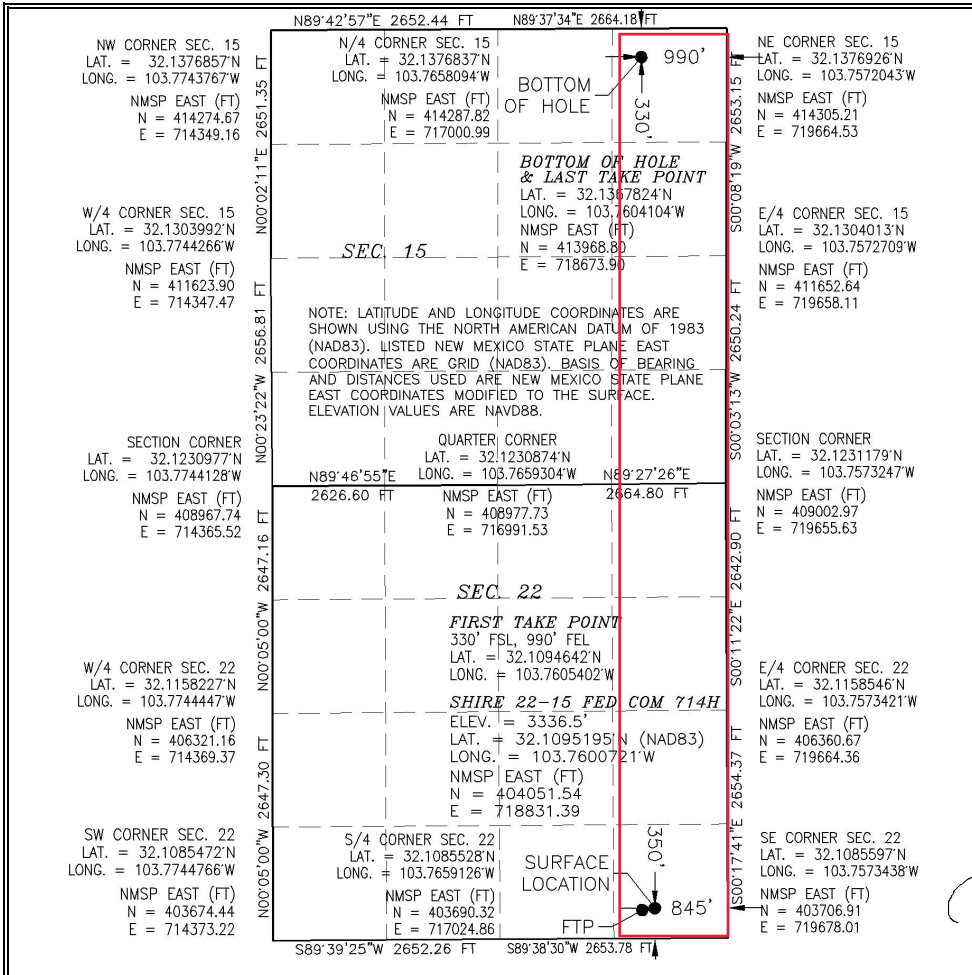 N89°42'57"E 2652.44 FT
N89°37'34"E 2664.18 FT
NW CORNER SEC. 15
LAT. = 32.1376857°N
LONG. = 103.7743767°W
NMSP EAST (FT)
N = 414274.67
E = 714349.16
N/4 CORNER SEC. 15
LAT. = 32.1376837°N
LONG. = 103.7658094°W
NMSP EAST (FT)
N = 414287.82
E = 717000.99
BOTTOM
OF HOLE
990'
330'
NE CORNER SEC. 15
LAT. = 32.1376926°N
LONG. = 103.7572043°W
NMSP EAST (FT)
N = 414305.21
E = 719664.53
N00°02'11"E 2651.35 FT
S00°08'19"W 2653.15 FT
BOTTOM OF HOLE
& LAST TAKE POINT
LAT. = 32.1367824°N
LONG. = 103.7604104°W
NMSP EAST (FT)
N = 413968.80
E = 718673.90
W/4 CORNER SEC. 15
LAT. = 32.1303992°N
LONG. = 103.7744266°W
NMSP EAST (FT)
N = 411623.90
E = 714347.47
SEC. 15
E/4 CORNER SEC. 15
LAT. = 32.1304013°N
LONG. = 103.7572709°W
NMSP EAST (FT)
N = 411652.64
E = 719658.11
NOTE: LATITUDE AND LONGITUDE COORDINATES ARE
SHOWN USING THE NORTH AMERICAN DATUM OF 1983
(NAD83). LISTED NEW MEXICO STATE PLANE EAST
COORDINATES ARE GRID (NAD83). BASIS OF BEARING
AND DISTANCES USED ARE NEW MEXICO STATE PLANE
EAST COORDINATES MODIFIED TO THE SURFACE.
ELEVATION VALUES ARE NAVD88.
N00°23'22"W 2656.81 FT
S00°03'13"W 2650.24 FT
SECTION CORNER
LAT. = 32.1230977°N
LONG. = 103.7744128°W
NMSP EAST (FT)
N = 408967.74
E = 714365.52
QUARTER CORNER
LAT. = 32.1230874°N
LONG. = 103.7659304°W
N89°46'55"E
2626.60 FT
N89°27'26"E
2664.80 FT
NMSP EAST (FT)
N = 408977.73
E = 716991.53
SECTION CORNER
LAT. = 32.1231179°N
LONG. = 103.7573247°W
NMSP EAST (FT)
N = 409002.97
E = 719655.63
N00°05'00"W 2647.16 FT
S00°11'22"E 2642.90 FT
SEC. 22
FIRST TAKE POINT
330' FSL, 990' FEL
LAT. = 32.1094642°N
LONG. = 103.7605402°W
W/4 CORNER SEC. 22
LAT. = 32.1158227°N
LONG. = 103.7744447°W
NMSP EAST (FT)
N = 406321.16
E = 714369.37
SHIRE 22-15 FED COM 714H
ELEV. = 3336.5'
LAT. = 32.1095195°N (NAD83)
LONG. = 103.7600721°W
NMSP EAST (FT)
N = 404051.54
E = 718831.39
E/4 CORNER SEC. 22
LAT. = 32.1158546°N
LONG. = 103.7573421°W
NMSP EAST (FT)
N = 406360.67
E = 719664.36
N00°05'00"W 2647.30 FT
S00°17'41"E 2654.37 FT
SW CORNER SEC. 22
LAT. = 32.1085472°N
LONG. = 103.7744766°W
NMSP EAST (FT)
N = 403674.44
E = 714373.22
S/4 CORNER SEC. 22
LAT. = 32.1085528°N
LONG. = 103.7659126°W
NMSP EAST (FT)
N = 403690.32
E = 717024.86
SURFACE
LOCATION
FTP
350'
845'
SE CORNER SEC. 22
LAT. = 32.1085597°N
LONG. = 103.7573438°W
NMSP EAST (FT)
N = 403706.91
E = 719678.01
S89°39'25"W 2652.26 FT
S89°38'30"W 2653.78 FT